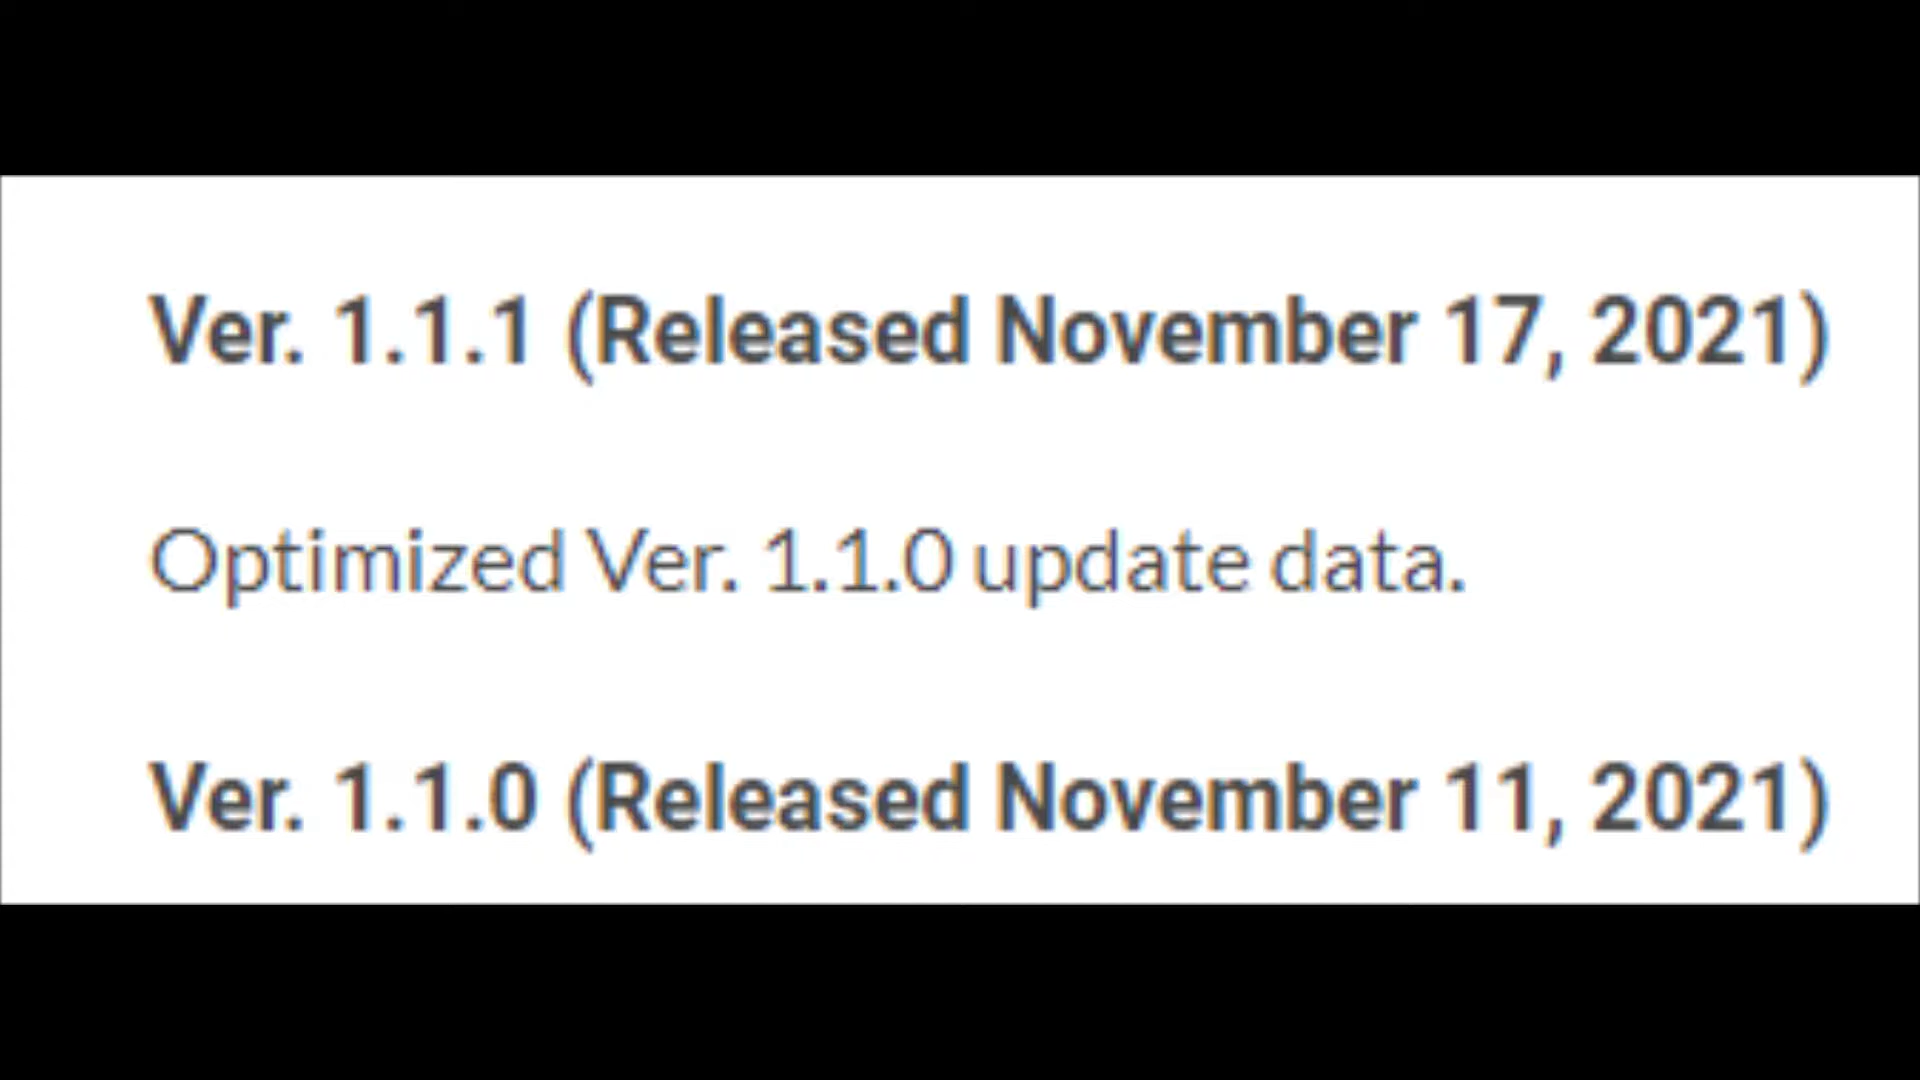 Ver. 1.1.1 (Released November 17, 2021)
Optimized Ver. 1.1.0 update data.
Ver. 1.1.0 (Released November 11, 2021)